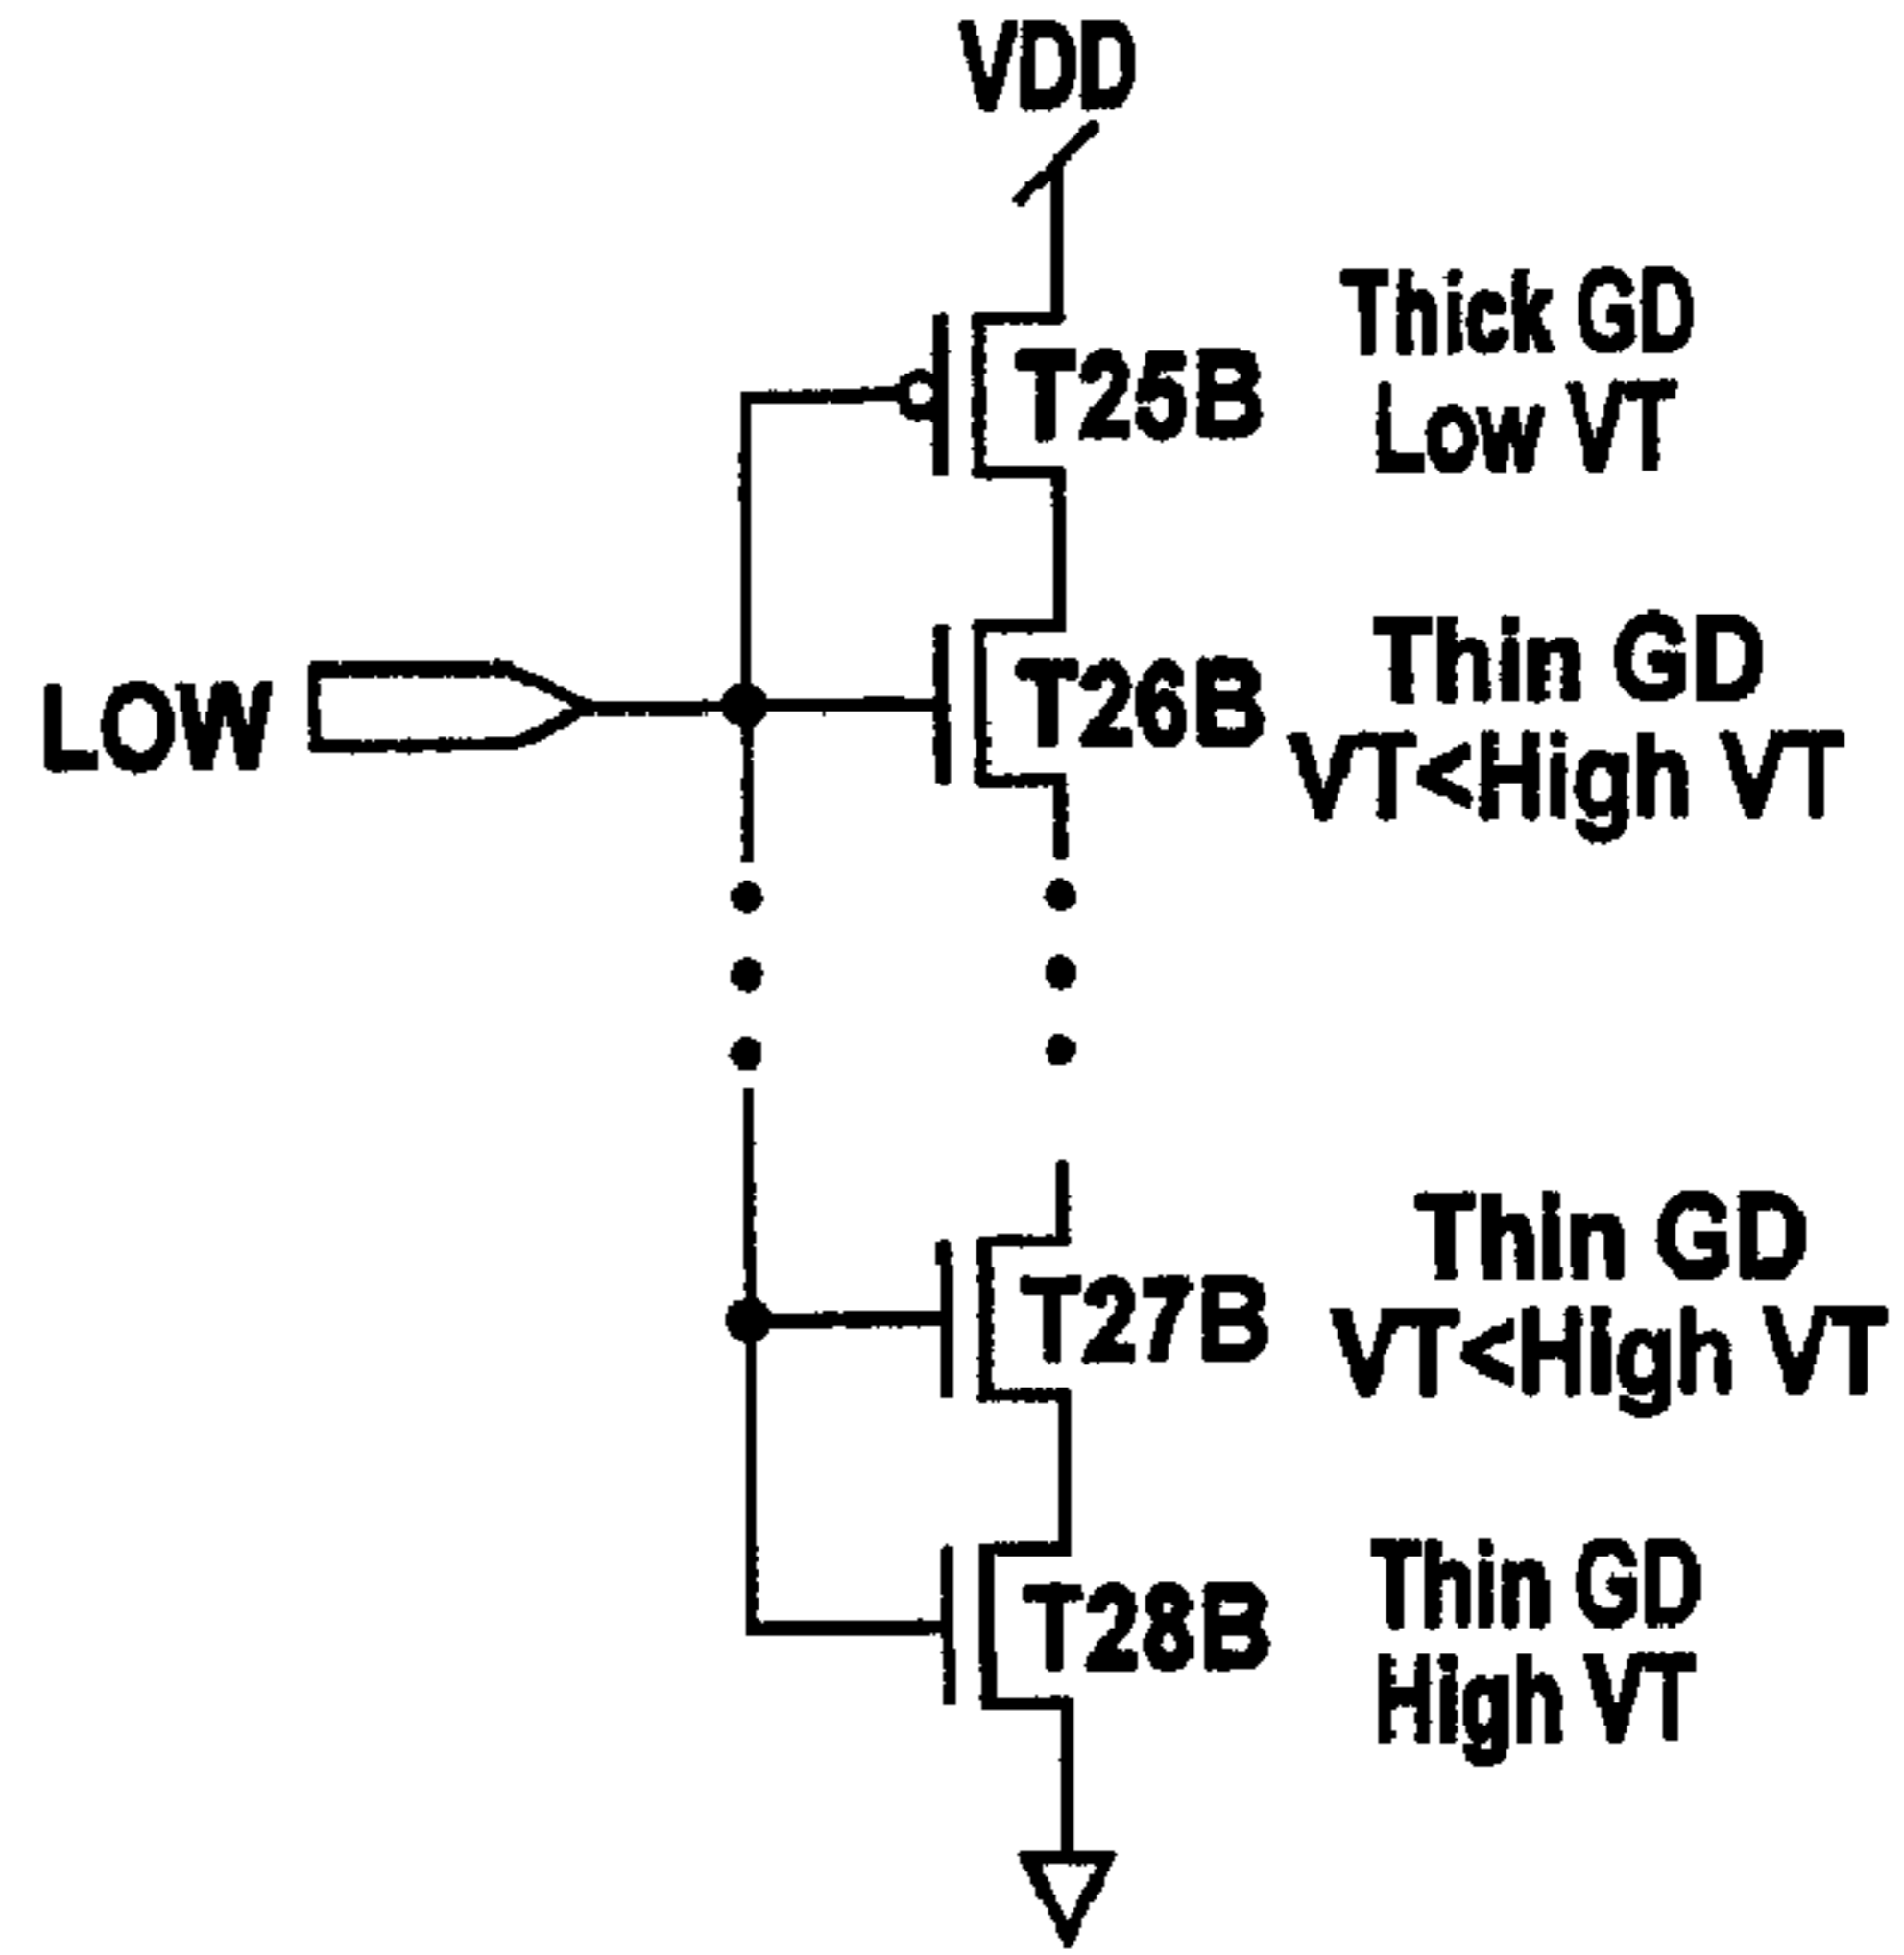 VDD
Thick GD
T25B
Low VT
Thin GD
LOW
T26B
VT<High VT
Thin GD
T27B
VT<High VT
Thin GD
T28B
High VT